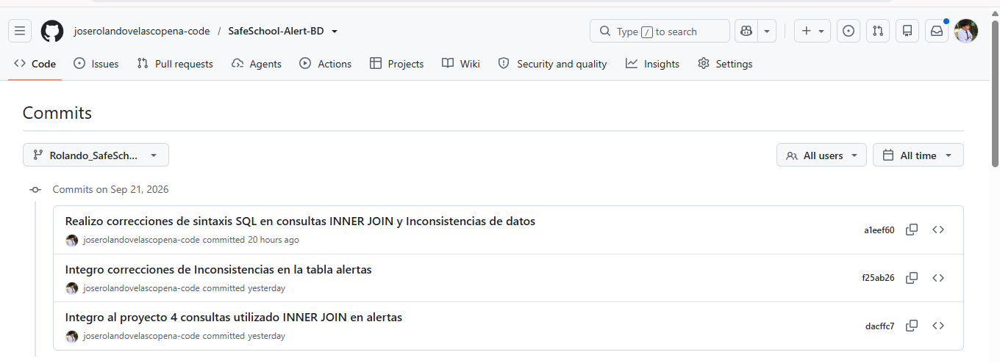 joserolandovelascopena-code / SafeSchool-Alert-BD
Type / to search
Code Issues Pull requests Agents Actions Projects Wiki Security and quality Insights Settings
Commits
Rolando_SafeSch... All users All time
Commits on Sep 21, 2026
Realizo correcciones de sintaxis SQL en consultas INNER JOIN y Inconsistencias de datos
joserolandovelascopena-code committed 20 hours ago
a1eef60
Integro correcciones de Inconsistencias en la tabla alertas
joserolandovelascopena-code committed yesterday
f25ab26
Integro al proyecto 4 consultas utilizado INNER JOIN en alertas
joserolandovelascopena-code committed yesterday
dacffc7